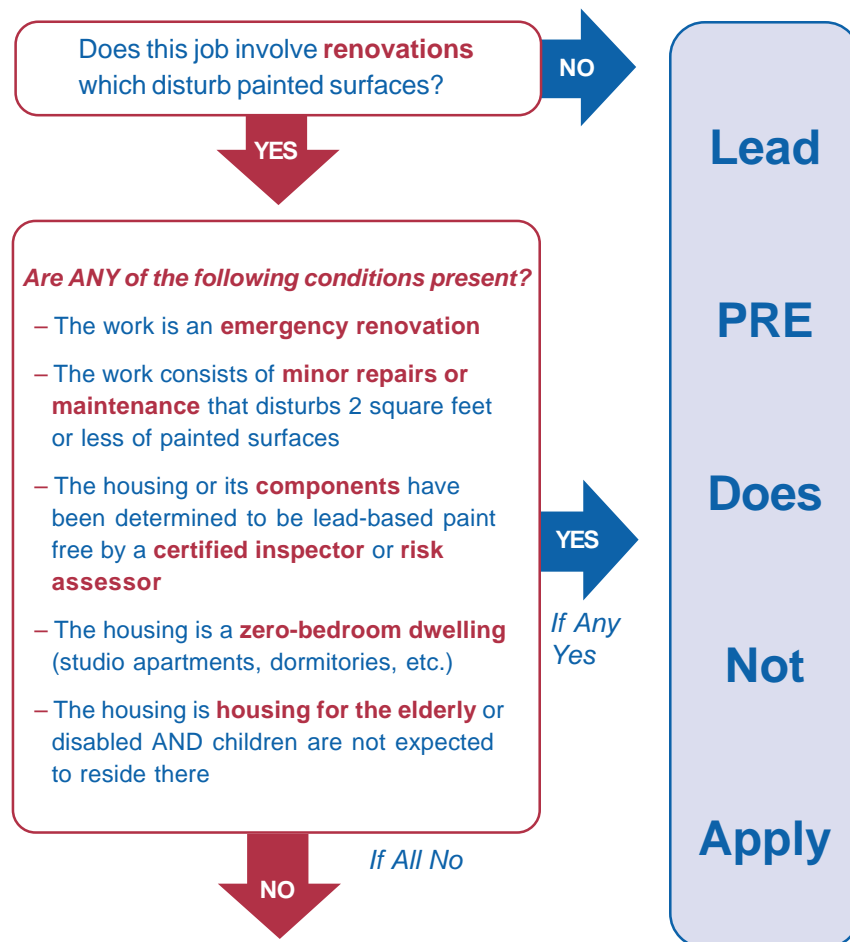 Does this job involve renovations
which disturb painted surfaces?
NO
YES
Are ANY of the following conditions present?
– The work is an emergency renovation
– The work consists of minor repairs or
maintenance that disturbs 2 square feet
or less of painted surfaces
– The housing or its components have
been determined to be lead-based paint
free by a certified inspector or risk
assessor
– The housing is a zero-bedroom dwelling
(studio apartments, dormitories, etc.)
– The housing is housing for the elderly or
disabled AND children are not expected
to reside there
YES
If Any
Yes
If All No
NO
Lead
PRE
Does
Not
Apply